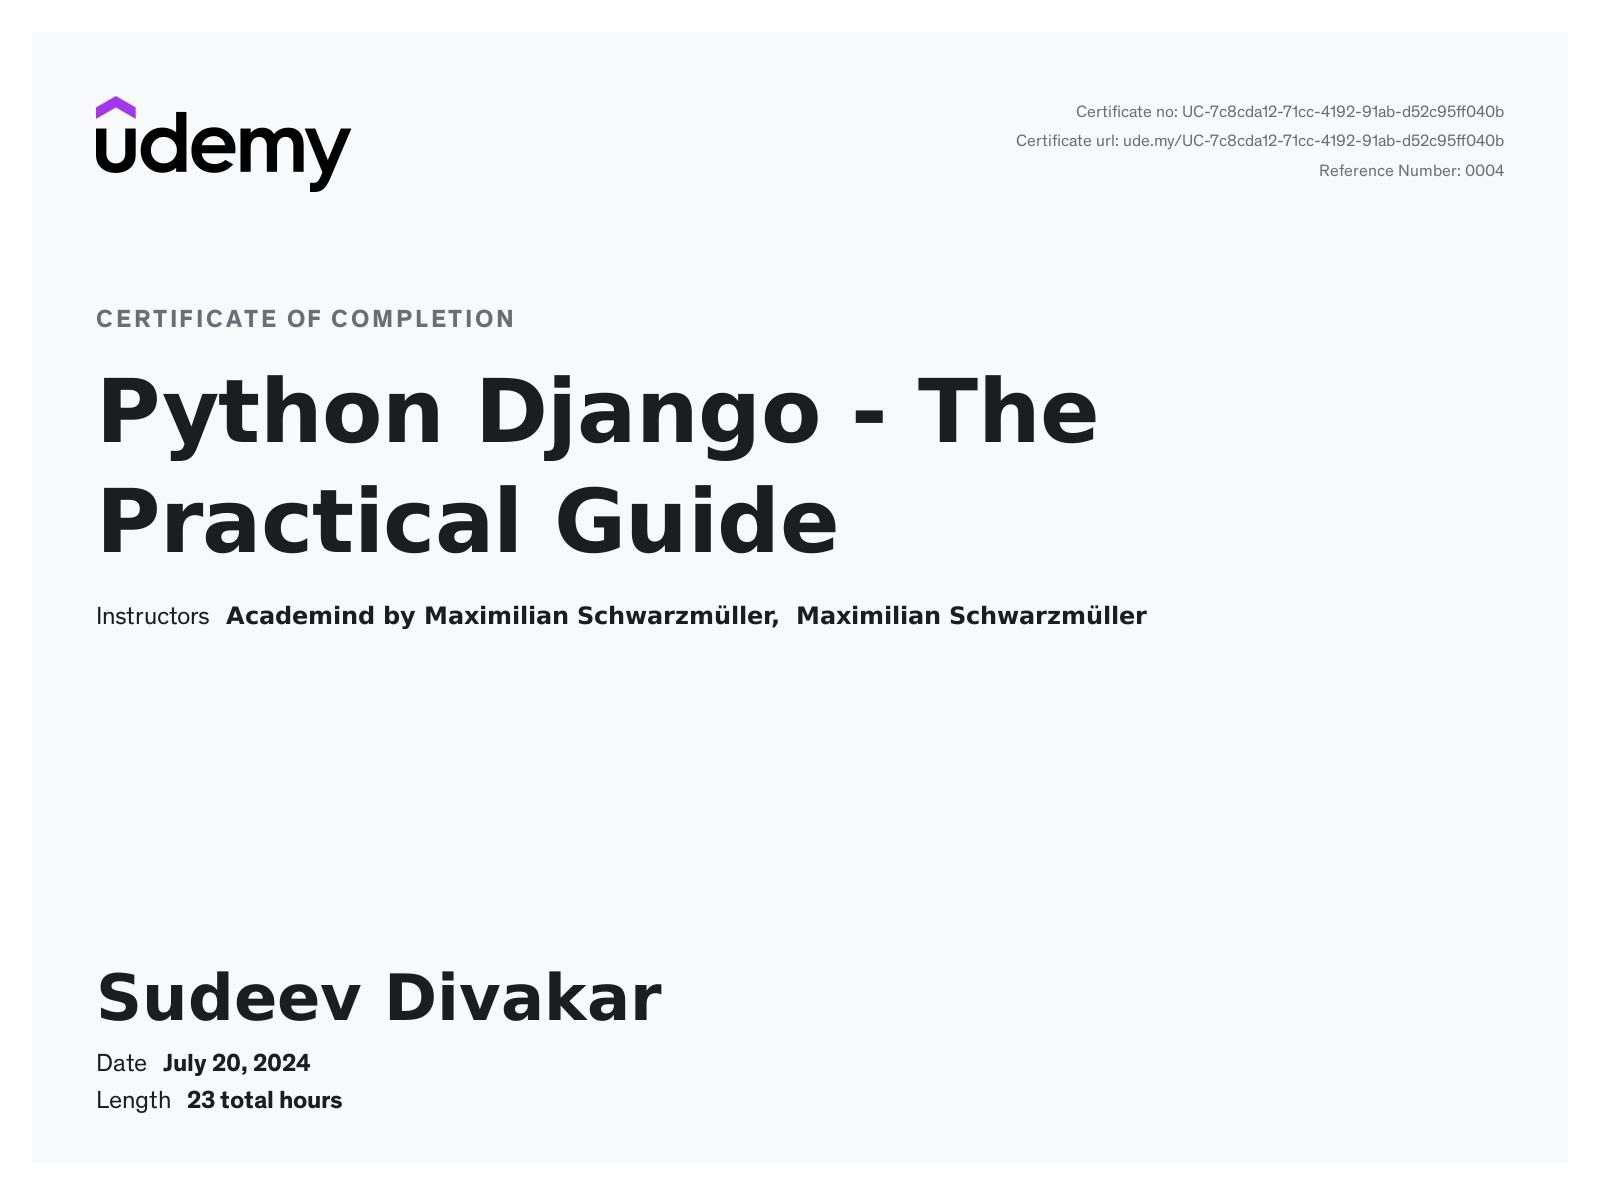 udemy
Certificate no: UC-7c8cda12-71cc-4192-91ab-d52c95ff040b
Certificate url: ude.my/UC-7c8cda12-71cc-4192-91ab-d52c95ff040b
Reference Number: 0004
CERTIFICATE OF COMPLETION
Python Django - The
Practical Guide
Instructors Academind by Maximilian Schwarzmüller, Maximilian Schwarzmüller
Sudeev Divakar
Date July 20, 2024
Length 23 total hours